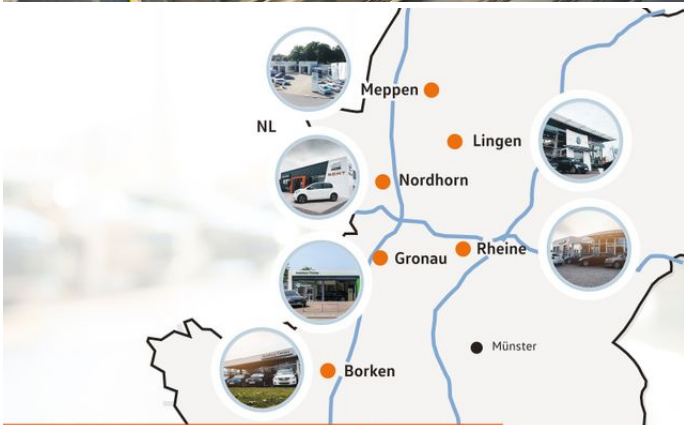 Meppen
NL
Lingen
Nordhorn
Gronau
Rheine
Münster
Borken